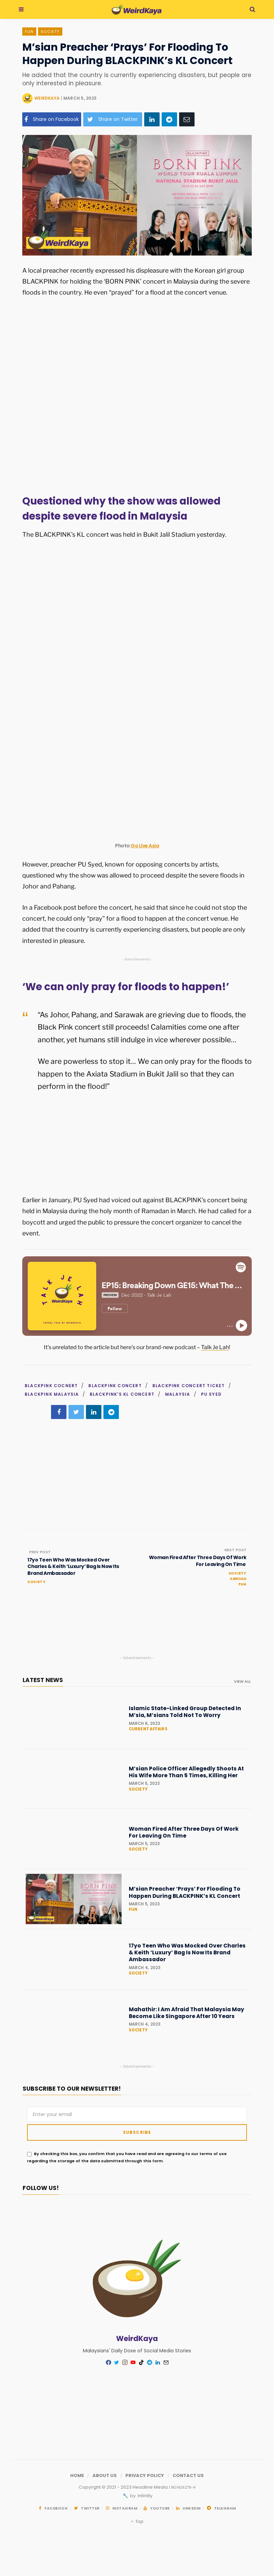 WeirdKaya
FUN
SOCIETY
M’sian Preacher ‘Prays’ For Flooding To
Happen During BLACKPINK’s KL Concert
He added that the country is currently experiencing disasters, but people are
only interested in pleasure.
WEIRDKAYA | MARCH 5, 2023
Share on Facebook
Share on Twitter
BLACKPINK
BORN PINK
WORLD TOUR KUALA LUMPUR
NATIONAL STADIUM BUKIT JALIL
WeirdKaya
A local preacher recently expressed his displeasure with the Korean girl group
BLACKPINK for holding the ‘BORN PINK’ concert in Malaysia during the severe
floods in the country. He even “prayed” for a flood at the concert venue.
Questioned why the show was allowed
despite severe flood in Malaysia
The BLACKPINK’s KL concert was held in Bukit Jalil Stadium yesterday.
Photo:Go Live Asia
However, preacher PU Syed, known for opposing concerts by artists,
questioned why the show was allowed to proceed despite the severe floods in
Johor and Pahang.
In a Facebook post before the concert, he said that since he could not stop the
concert, he could only “pray” for a flood to happen at the concert venue. He
added that the country is currently experiencing disasters, but people are only
interested in pleasure.
- Advertisements -
‘We can only pray for floods to happen!’
“As Johor, Pahang, and Sarawak are grieving due to floods, the
Black Pink concert still proceeds! Calamities come one after
another, yet humans still indulge in vice wherever possible…
We are powerless to stop it… We can only pray for the floods to
happen to the Axiata Stadium in Bukit Jalil so that they can
perform in the flood!”
Earlier in January, PU Syed had voiced out against BLACKPINK’s concert being
held in Malaysia during the holy month of Ramadan in March. He had called for a
boycott and urged the public to pressure the concert organizer to cancel the
event.
TALK JE LAH
WeirdKaya
EP15: Breaking Down GE15: What The ...
PREVIEW Dec 2022 · Talk Je Lah
Follow
It’s unrelated to the article but here’s our brand-new podcast – Talk Je Lah!
BLACKPINK COCNERT / BLACKPINK CONCERT / BLACKPINK CONCERT TICKET /
BLACKPINK MALAYSIA / BLACKPINK'S KL CONCERT / MALAYSIA / PU SYED
PREV POST
17yo Teen Who Was Mocked Over
Charles & Keith ‘Luxury’ Bag Is Now Its
Brand Ambassador
SOCIETY
NEXT POST
Woman Fired After Three Days Of Work
For Leaving On Time
SOCIETY
ABROAD
FUN
- Advertisements -
LATEST NEWS
VIEW ALL
Islamic State-Linked Group Detected In
M’sia, M’sians Told Not To Worry
MARCH 6, 2023
CURRENT AFFAIRS
M’sian Police Officer Allegedly Shoots At
His Wife More Than 5 Times, Killing Her
MARCH 6, 2023
SOCIETY
Woman Fired After Three Days Of Work
For Leaving On Time
MARCH 5, 2023
SOCIETY
M’sian Preacher ‘Prays’ For Flooding To
Happen During BLACKPINK’s KL Concert
MARCH 5, 2023
FUN
17yo Teen Who Was Mocked Over Charles
& Keith ‘Luxury’ Bag Is Now Its Brand
Ambassador
MARCH 4, 2023
SOCIETY
Mahathir: I Am Afraid That Malaysia May
Become Like Singapore After 10 Years
MARCH 4, 2023
SOCIETY
- Advertisements -
SUBSCRIBE TO OUR NEWSLETTER!
Enter your email
SUBSCRIBE
By checking this box, you confirm that you have read and are agreeing to our terms of use
regarding the storage of the data submitted through this form.
FOLLOW US!
WeirdKaya
Malaysians' Daily Dose of Social Media Stories
HOME / ABOUT US / PRIVACY POLICY / CONTACT US
by Infinitly
FACEBOOK
TWITTER
INSTAGRAM
YOUTUBE
LINKEDIN
TELEGRAM
Top